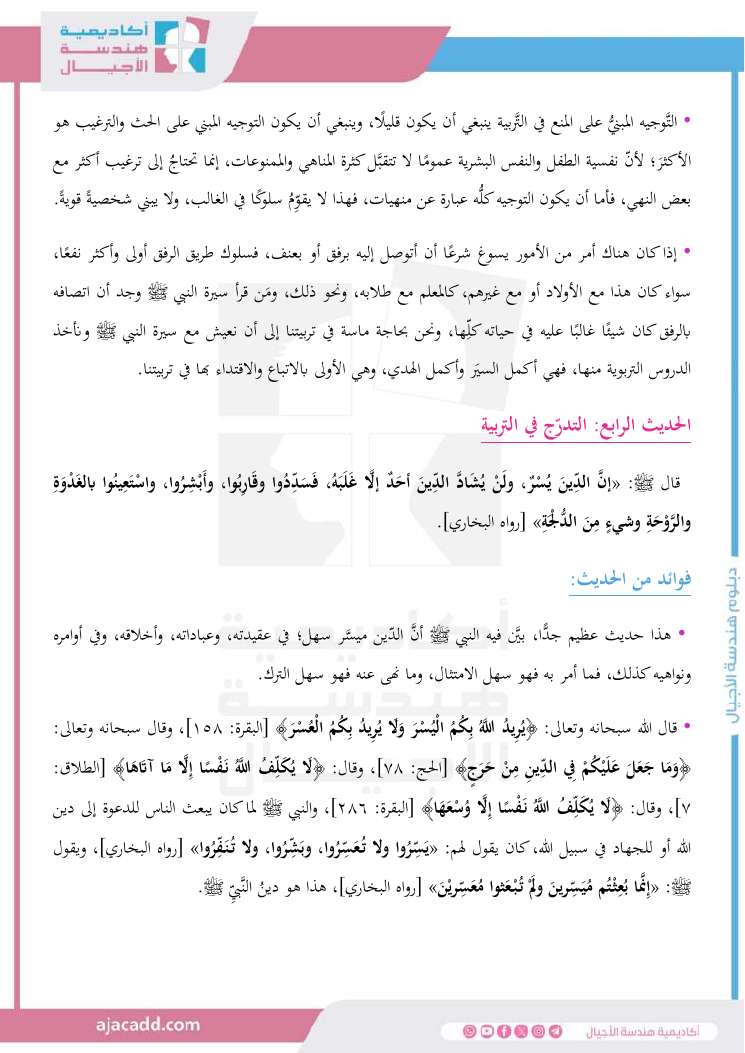 أكاديمية
هندسة
الأجيال
• التَّوجيه المبنيُّ على المنع في التَّربية ينبغي أن يكون قليلًا، وينبغي أن يكون التوجيه المبني على الحث والترغيب هو
الأكثرَ؛ لأنّ نفسية الطفل والنفس البشرية عمومًا لا تتقبَّل كثرة المناهي والممنوعات، إنما تحتاجُ إلى ترغيب أكثر مع
بعض النهي، فأما أن يكون التوجيه كلُّه عبارة عن منهيات، فهذا لا يقوِّمُ سلوكًا في الغالب، ولا يبني شخصيةً قويةً.
• إذا كان هناك أمر من الأمور يسوغ شرعًا أن أتوصل إليه برفق أو بعنف، فسلوك طريق الرفق أولى وأكثر نفعًا،
سواء كان هذا مع الأولاد أو مع غيرهم، كالمعلم مع طلابه، ونحو ذلك، ومَن قرأ سيرة النبي ﷺ وجد أن اتصافه
بالرفق كان شيئًا غالبًا عليه في حياته كلِّها، ونحن بحاجة ماسة في تربيتنا إلى أن نعيش مع سيرة النبي ﷺ ونأخذ
الدروس التربوية منها، فهي أكمل السيَر وأكمل الهدي، وهي الأولى بالاتباع والاقتداء بها في تربيتنا.
الحديث الرابع: التدرّج في التربية
قال ﷺ: «إنَّ الدِّينَ يُسْرٌ، ولَنْ يُشَادَّ الدِّينَ أحَدٌ إلَّا غَلَبَهُ، فَسَدِّدُوا وقَارِبُوا، وأَبْشِرُوا، واسْتَعِينُوا بالغَدْوَةِ
والرَّوْحَةِ وشيءٍ مِنَ الدُّلْجَةِ» [رواه البخاري].
فوائد من الحديث:
• هذا حديث عظيم جدًّا، بيَّن فيه النبي ﷺ أنَّ الدّين ميسَّر سهل؛ في عقيدته، وعباداته، وأخلاقه، وفي أوامره
ونواهيه كذلك، فما أمر به فهو سهل الامتثال، وما نهى عنه فهو سهل الترك.
• قال الله سبحانه وتعالى: ﴿يُرِيدُ اللَّهُ بِكُمُ الْيُسْرَ وَلَا يُرِيدُ بِكُمُ الْعُسْرَ﴾ [البقرة: ١٥٨]، وقال سبحانه وتعالى:
﴿وَمَا جَعَلَ عَلَيْكُمْ فِي الدِّينِ مِنْ حَرَجٍ﴾ [الحج: ٧٨]، وقال: ﴿لَا يُكَلِّفُ اللَّهُ نَفْسًا إِلَّا مَا آتَاهَا﴾ [الطلاق:
٧]، وقال: ﴿لَا يُكَلِّفُ اللَّهُ نَفْسًا إِلَّا وُسْعَهَا﴾ [البقرة: ٢٨٦]، والنبي ﷺ لما كان يبعث الناس للدعوة إلى دين
الله أو للجهاد في سبيل الله، كان يقول لهم: «يَسِّرُوا ولا تُعَسِّرُوا، وبَشِّرُوا، ولا تُنَفِّرُوا» [رواه البخاري]، ويقول
ﷺ: «إِنَّمَا بُعِثْتُم مُيَسِّرينَ ولَمْ تُبْعَثوا مُعَسِّرِيْنَ» [رواه البخاري]، هذا هو دينُ النَّبيِّ ﷺ.
دبلوم هندسة الأجيال
أكاديمية هندسة الأجيال
ajacadd.com